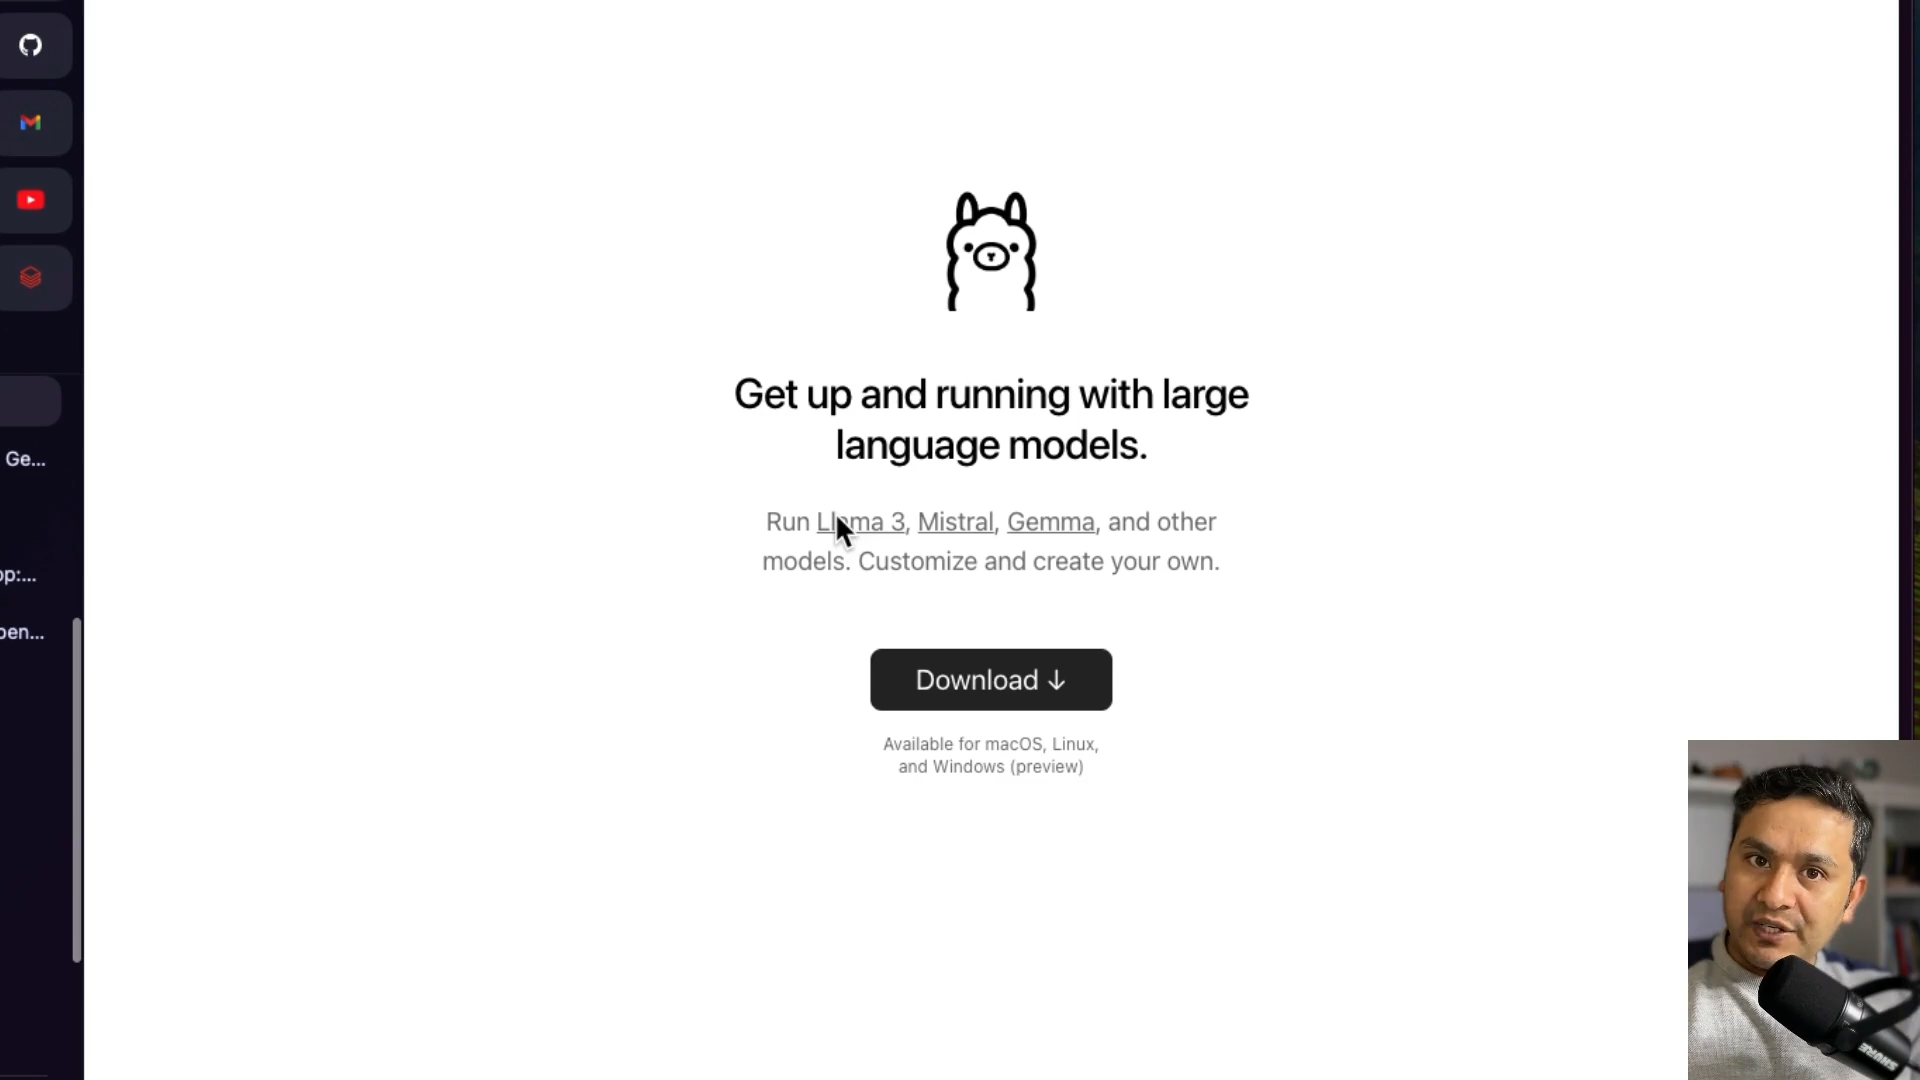 Ge...
op:...
pen...
Get up and running with large
language models.
Run Llama 3, Mistral, Gemma, and other
models. Customize and create your own.
Download ↓
Available for macOS, Linux,
and Windows (preview)
SHURE